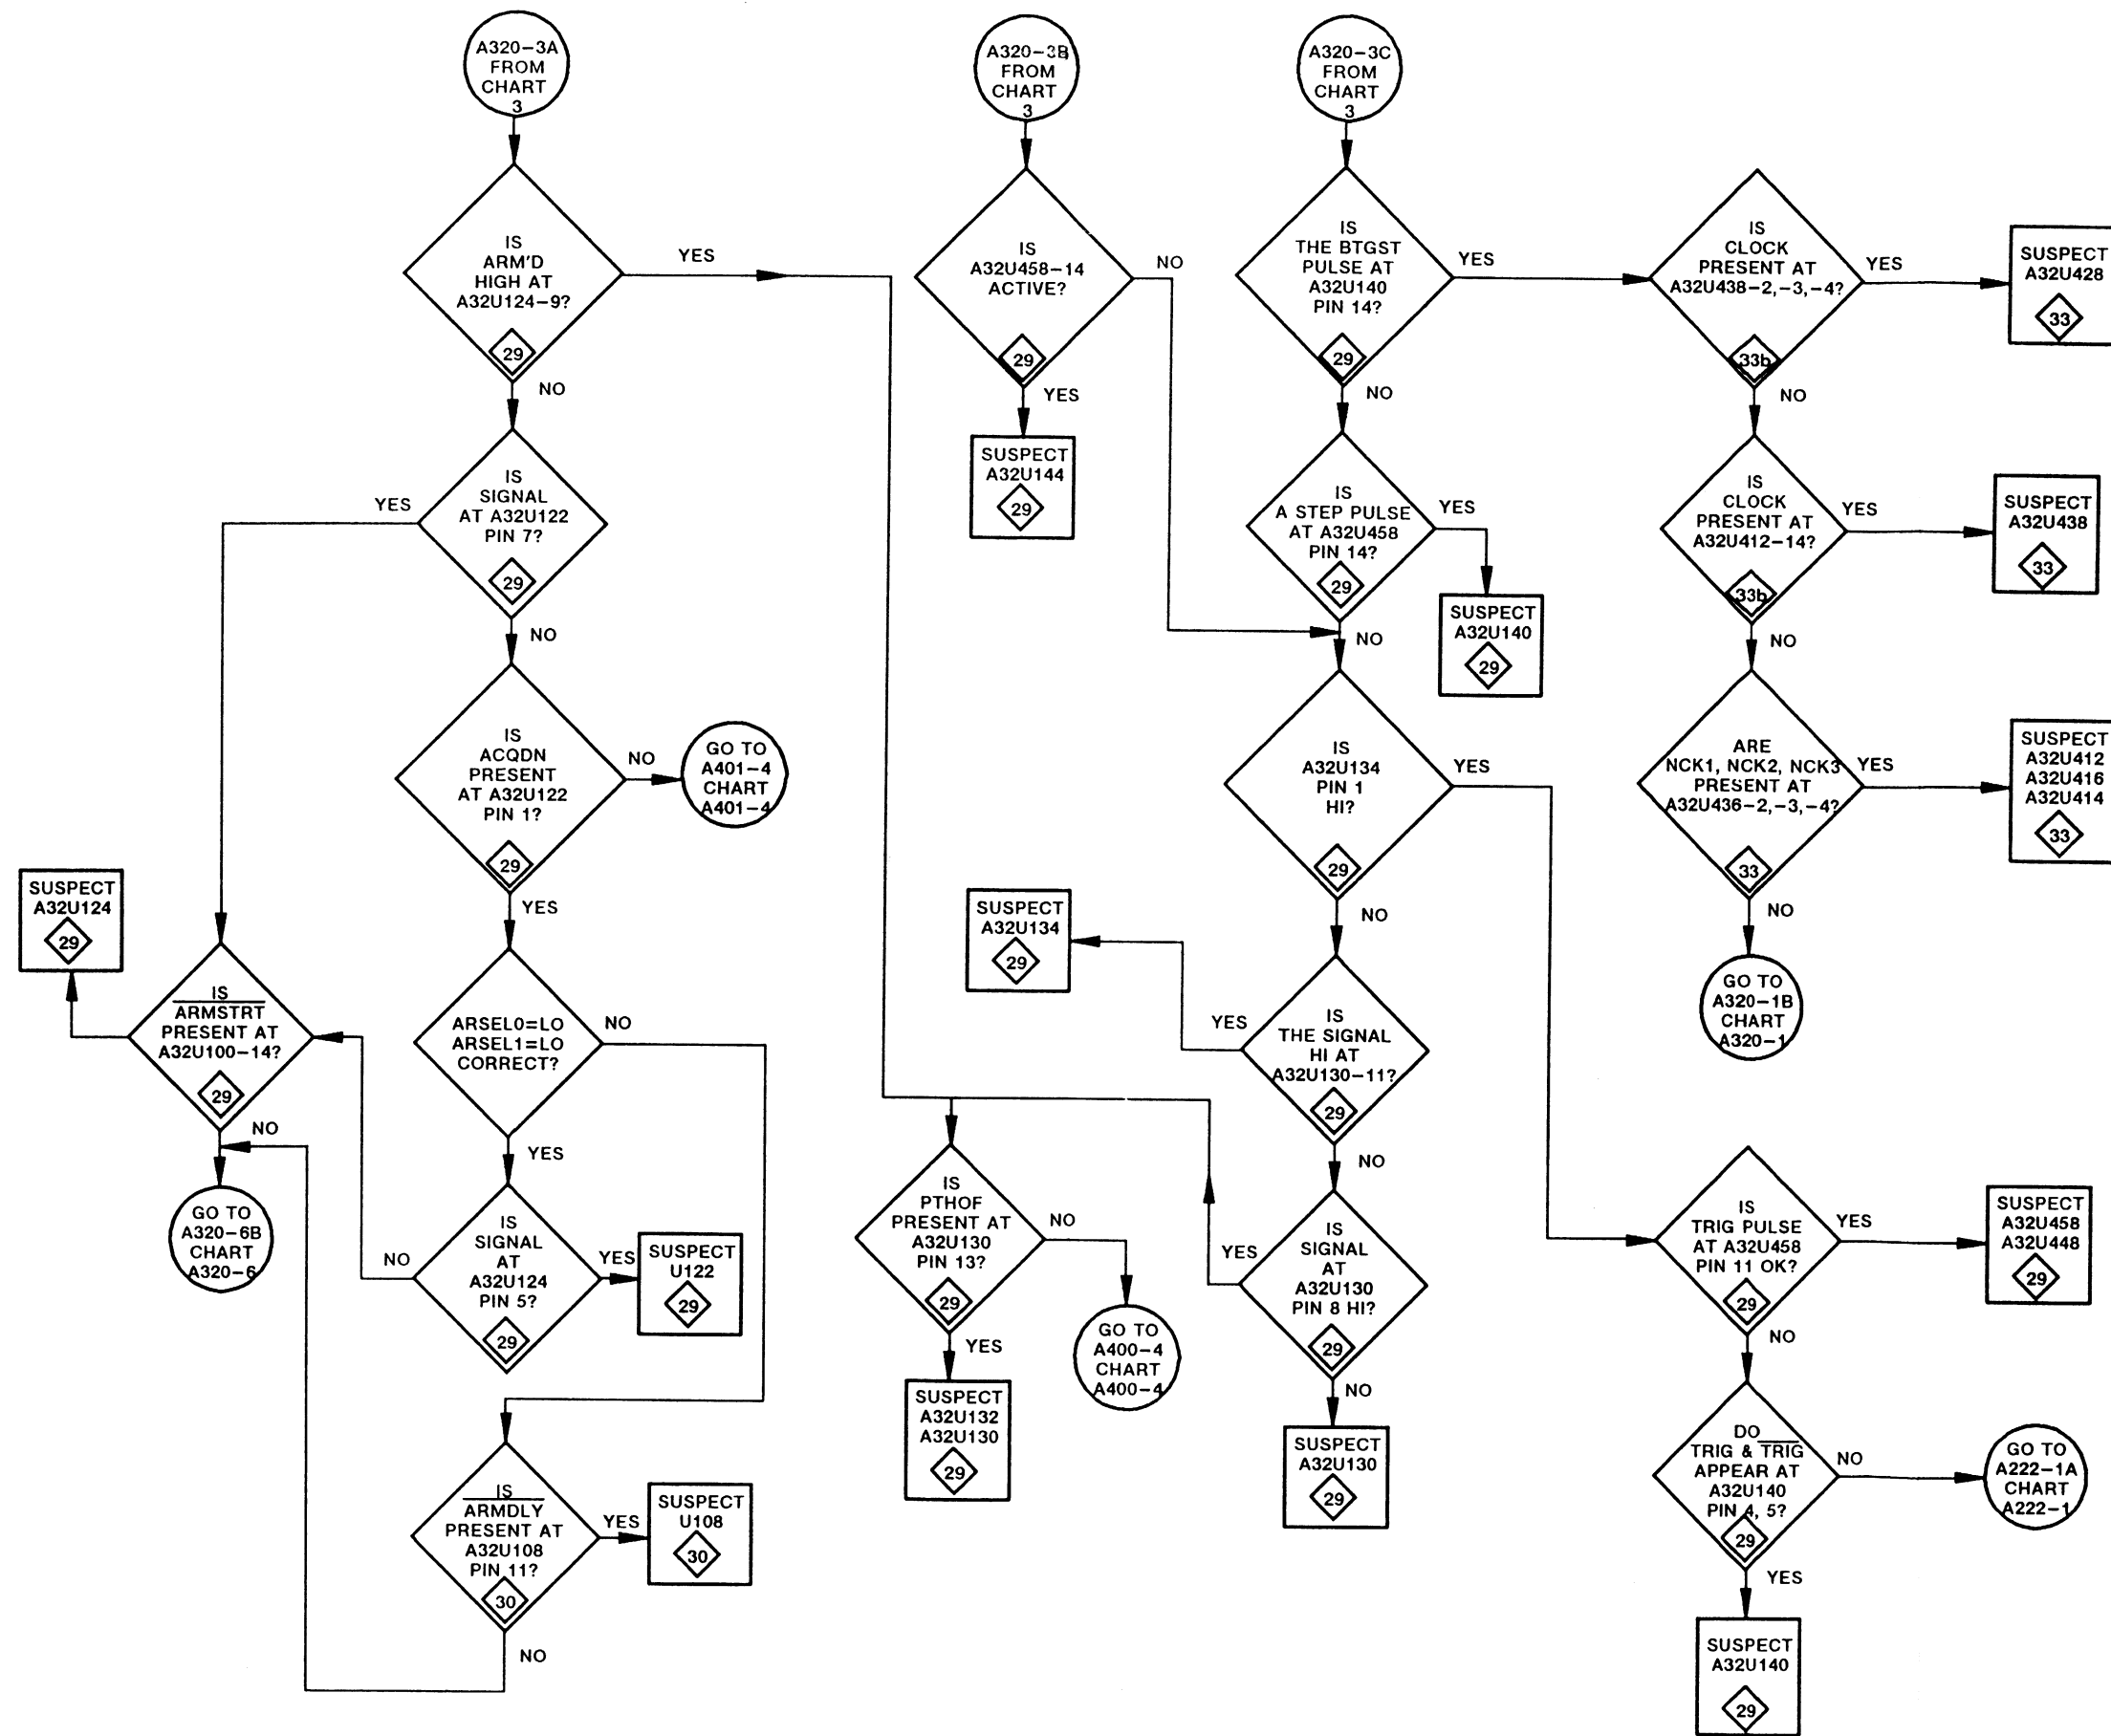 A320-3A
FROM
CHART
3
IS
ARM'D
HIGH AT
A32U124-9?
29
YES
NO
IS
SIGNAL
AT A32U122
PIN 7?
29
YES
NO
IS
ACQDN
PRESENT
AT A32U122
PIN 1?
29
NO
GO TO
A401-4
CHART
A401-4
YES
SUSPECT
A32U124
29
IS
ARMSTRT
PRESENT AT
A32U100-14?
29
NO
GO TO
A320-6B
CHART
A320-6
ARSEL0=LO
ARSEL1=LO
CORRECT?
NO
YES
IS
SIGNAL
AT
A32U124
PIN 5?
29
NO
YES
SUSPECT
U122
29
IS
ARMDLY
PRESENT AT
A32U108
PIN 11?
30
YES
SUSPECT
U108
30
NO
A320-3B
FROM
CHART
3
IS
A32U458-14
ACTIVE?
29
NO
YES
SUSPECT
A32U144
29
A320-3C
FROM
CHART
3
IS
THE BTGST
PULSE AT
A32U140
PIN 14?
29
YES
NO
IS
A STEP PULSE
AT A32U458
PIN 14?
29
YES
SUSPECT
A32U140
29
NO
IS
A32U134
PIN 1
HI?
29
YES
NO
SUSPECT
A32U134
29
YES
IS
THE SIGNAL
HI AT
A32U130-11?
29
NO
IS
SIGNAL
AT
A32U130
PIN 8 HI?
29
YES
NO
SUSPECT
A32U130
29
IS
PTHOF
PRESENT AT
A32U130
PIN 13?
29
NO
GO TO
A400-4
CHART
A400-4
YES
SUSPECT
A32U132
A32U130
29
IS
CLOCK
PRESENT AT
A32U438-2,-3,-4?
33b
YES
SUSPECT
A32U428
33
NO
IS
CLOCK
PRESENT AT
A32U412-14?
33b
YES
SUSPECT
A32U438
33
NO
ARE
NCK1, NCK2, NCK3
PRESENT AT
A32U436-2,-3,-4?
33
YES
SUSPECT
A32U412
A32U416
A32U414
33
NO
GO TO
A320-1B
CHART
A320-1
IS
TRIG PULSE
AT A32U458
PIN 11 OK?
29
YES
SUSPECT
A32U458
A32U448
29
NO
DO
TRIG & TRIG
APPEAR AT
A32U140
PIN 4, 5?
29
NO
GO TO
A222-1A
CHART
A222-1
YES
SUSPECT
A32U140
29